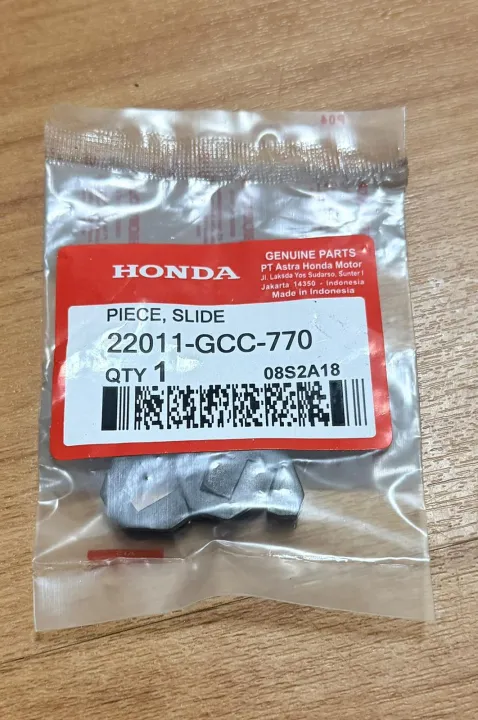 P04
HONDA
GENUINE PARTS
PT Astra Honda Motor
Jl. Laksda Yos Sudarso, Sunter I
Jakarta 14350 - Indonesia
Made in Indonesia
PIECE, SLIDE
22011-GCC-770
QTY 1
08S2A18